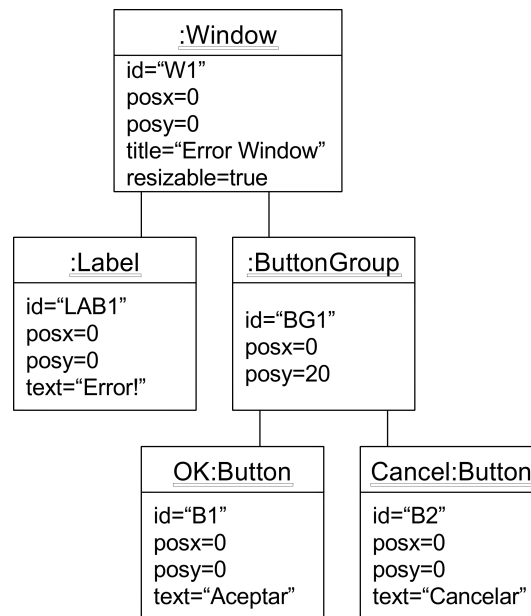 :Window
id=“W1”
posx=0
posy=0
title=“Error Window”
resizable=true
:Label
id=“LAB1”
posx=0
posy=0
text=“Error!”
:ButtonGroup
id=“BG1”
posx=0
posy=20
OK:Button
id=“B1”
posx=0
posy=0
text=“Aceptar”
Cancel:Button
id=“B2”
posx=0
posy=0
text=“Cancelar”